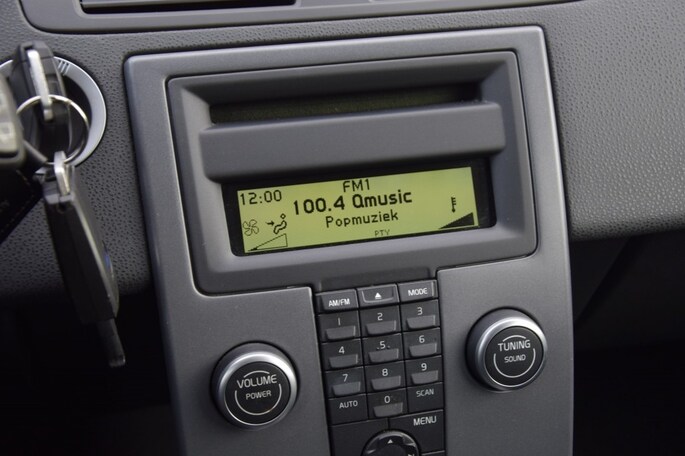 FM1
12:00
100.4 Qmusic
Popmuziek
PTY
AM/FM
MODE
1 2 3
4 .5. 6
7 8 9
AUTO 0 SCAN
MENU
VOLUME
POWER
TUNING
SOUND